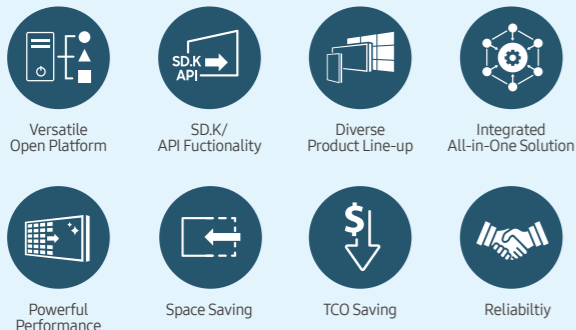 SD.K
API
Versatile
Open Platform
SD.K/
API Fuctionality
Diverse
Product Line-up
Integrated
All-in-One Solution
$
Powerful
Performance
Space Saving
TCO Saving
Reliabiltiy